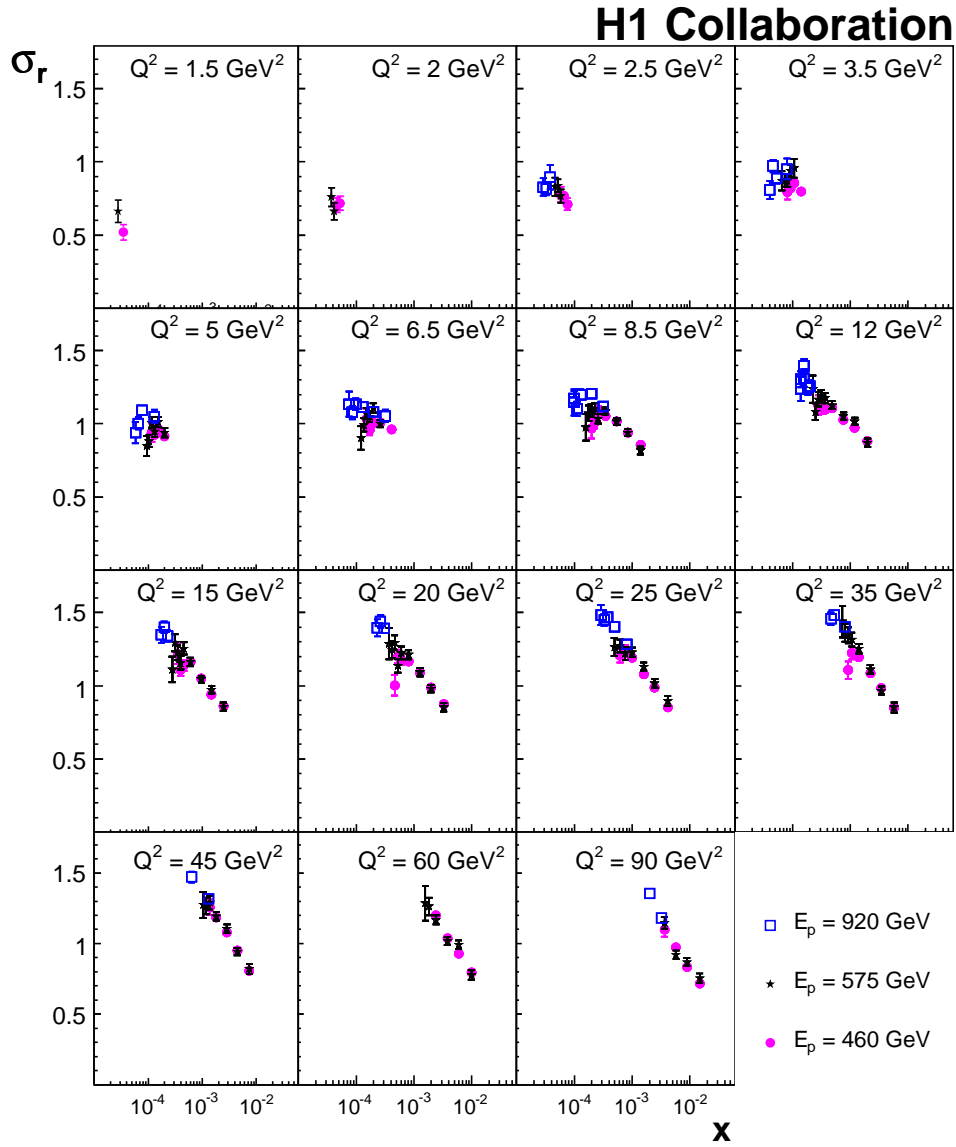 H1 Collaboration
σr
Q2 = 1.5 GeV2
Q2 = 2 GeV2
Q2 = 2.5 GeV2
Q2 = 3.5 GeV2
1.5
1
0.5
Q2 = 5 GeV2
Q2 = 6.5 GeV2
Q2 = 8.5 GeV2
Q2 = 12 GeV2
1.5
1
0.5
Q2 = 15 GeV2
Q2 = 20 GeV2
Q2 = 25 GeV2
Q2 = 35 GeV2
1.5
1
0.5
Q2 = 45 GeV2
Q2 = 60 GeV2
Q2 = 90 GeV2
1.5
1
0.5
Ep = 920 GeV
Ep = 575 GeV
Ep = 460 GeV
10-4 10-3 10-2
10-4 10-3 10-2
10-4 10-3 10-2
x